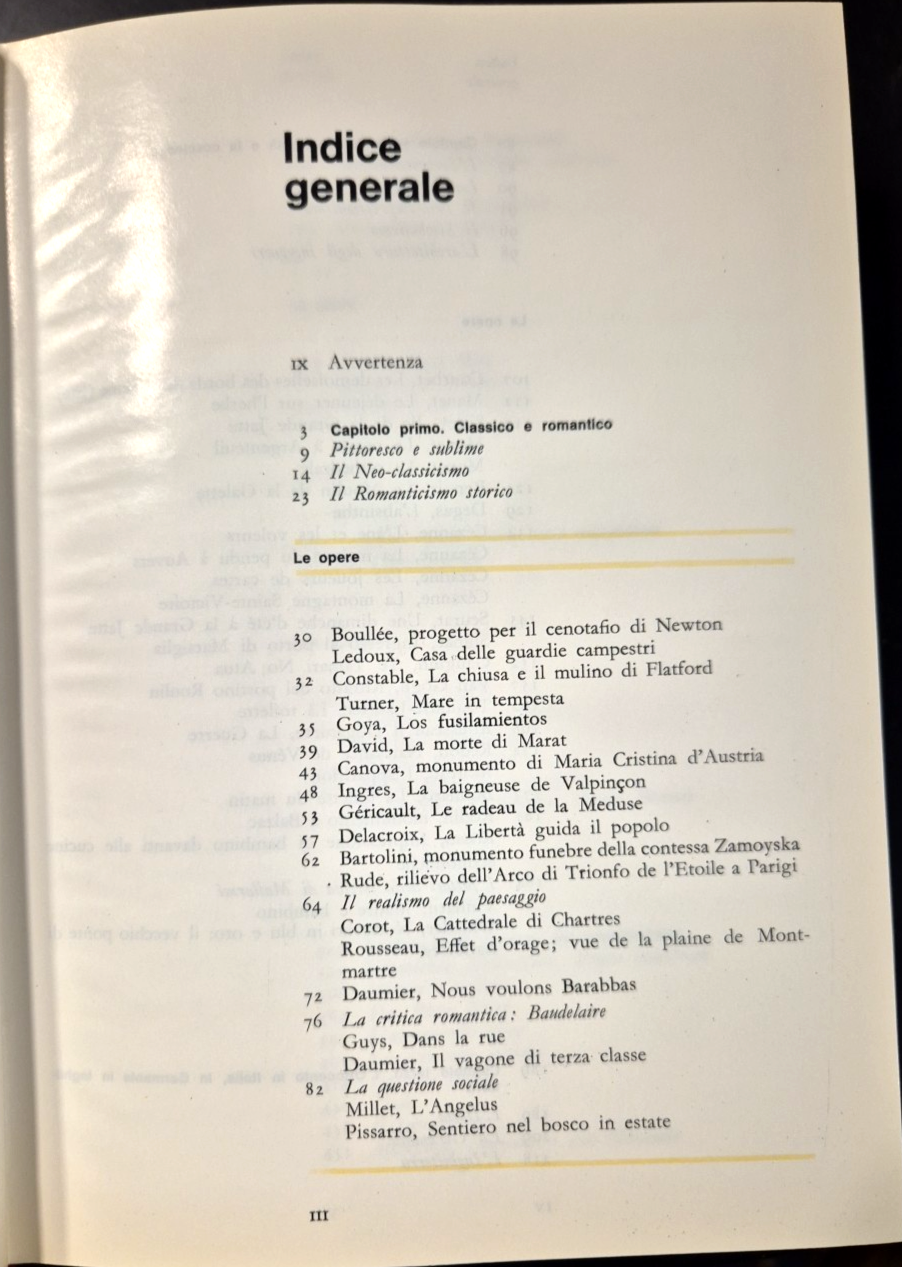 Indice
generale
IX Avvertenza
3 Capitolo primo. Classico e romantico
9 Pittoresco e sublime
14 Il Neo-classicismo
23 Il Romanticismo storico
Le opere
30 Boullée, progetto per il cenotafio di Newton
Ledoux, Casa delle guardie campestri
32 Constable, La chiusa e il mulino di Flatford
Turner, Mare in tempesta
35 Goya, Los fusilamientos
39 David, La morte di Marat
43 Canova, monumento di Maria Cristina d'Austria
48 Ingres, La baigneuse de Valpinçon
53 Géricault, Le radeau de la Meduse
57 Delacroix, La Libertà guida il popolo
62 Bartolini, monumento funebre della contessa Zamoyska
Rude, rilievo dell'Arco di Trionfo de l'Etoile a Parigi
64 Il realismo del paesaggio
Corot, La Cattedrale di Chartres
Rousseau, Effet d'orage; vue de la plaine de Mont-
martre
72 Daumier, Nous voulons Barabbas
76 La critica romantica: Baudelaire
Guys, Dans la rue
Daumier, Il vagone di terza classe
82 La questione sociale
Millet, L'Angelus
Pissarro, Sentiero nel bosco in estate
III